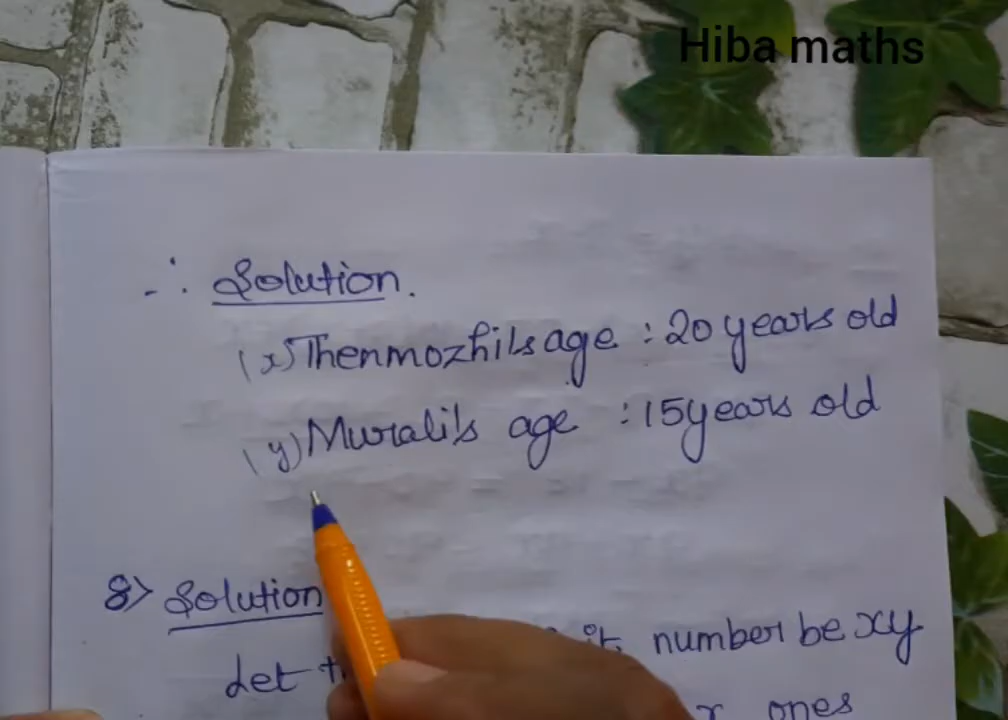 Hiba maths
∴ Solution.
(x) Thenmozhi's age : 20 years old
(y) Murali's age : 15 years old
8> Solution
Let number be xy
x ones